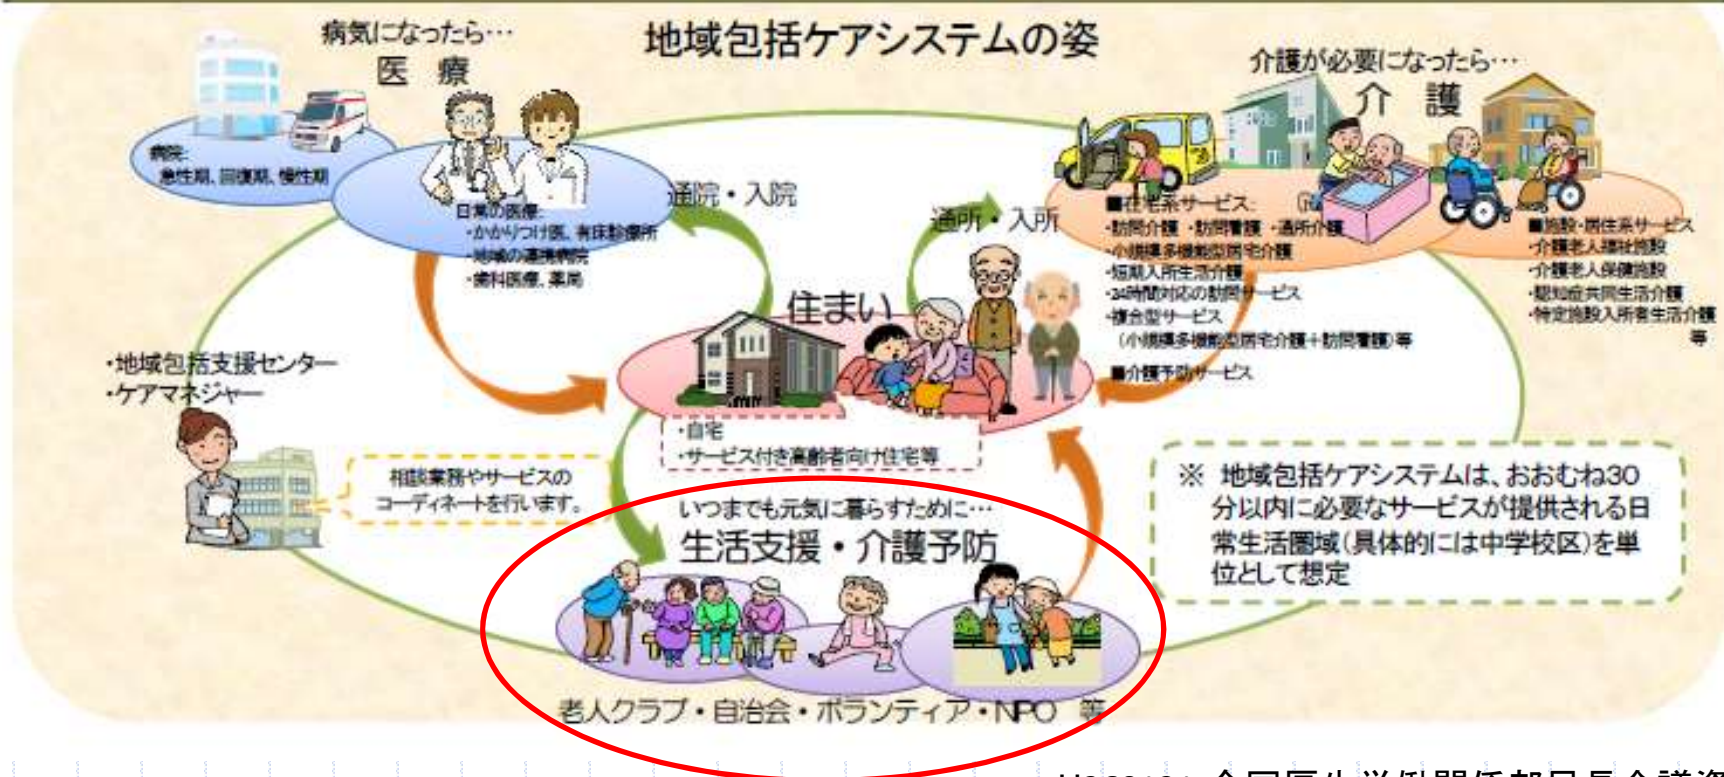 地域包括ケアシステムの姿
病気になったら…
医 療
病院:
急性期、回復期、慢性期
日常の医療:
・かかりつけ医、有床診療所
・地域の連携病院
・歯科医療、薬局
通院・入院
通所・入所
介護が必要になったら…
介 護
■在宅系サービス:
・訪問介護 ・訪問看護 ・通所介護
・小規模多機能型居宅介護
・短期入所生活介護
・24時間対応の訪問サービス
・複合型サービス
(小規模多機能型居宅介護+訪問看護)等
■介護予防サービス
■施設・居住系サービス
・介護老人福祉施設
・介護老人保健施設
・認知症共同生活介護
・特定施設入所者生活介護
等
住まい
・自宅
・サービス付き高齢者向け住宅等
・地域包括支援センター
・ケアマネジャー
相談業務やサービスの
コーディネートを行います。
いつまでも元気に暮らすために…
生活支援・介護予防
老人クラブ・自治会・ボランティア・NPO 等
※ 地域包括ケアシステムは、おおむね30
分以内に必要なサービスが提供される日
常生活圏域(具体的には中学校区)を単
位として想定